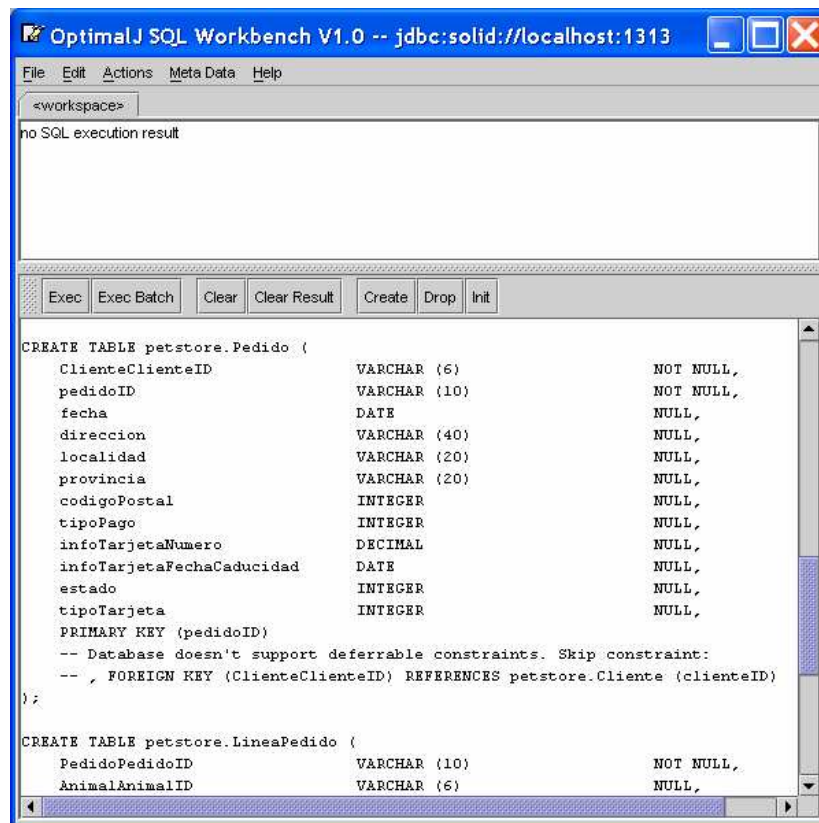 OptimalJ SQL Workbench V1.0 -- jdbc:solid://localhost:1313
File Edit Actions Meta Data Help
<workspace>
no SQL execution result
Exec Exec Batch Clear Clear Result Create Drop Init
CREATE TABLE petstore.Pedido (
ClienteClienteID VARCHAR (6) NOT NULL,
pedidoID VARCHAR (10) NOT NULL,
fecha DATE NULL,
direccion VARCHAR (40) NULL,
localidad VARCHAR (20) NULL,
provincia VARCHAR (20) NULL,
codigoPostal INTEGER NULL,
tipoPago INTEGER NULL,
infoTarjetaNumero DECIMAL NULL,
infoTarjetaFechaCaducidad DATE NULL,
estado INTEGER NULL,
tipoTarjeta INTEGER NULL,
PRIMARY KEY (pedidoID)
-- Database doesn't support deferrable constraints. Skip constraint:
-- , FOREIGN KEY (ClienteClienteID) REFERENCES petstore.Cliente (clienteID)
);
CREATE TABLE petstore.LineaPedido (
PedidoPedidoID VARCHAR (10) NOT NULL,
AnimalAnimalID VARCHAR (6) NULL,